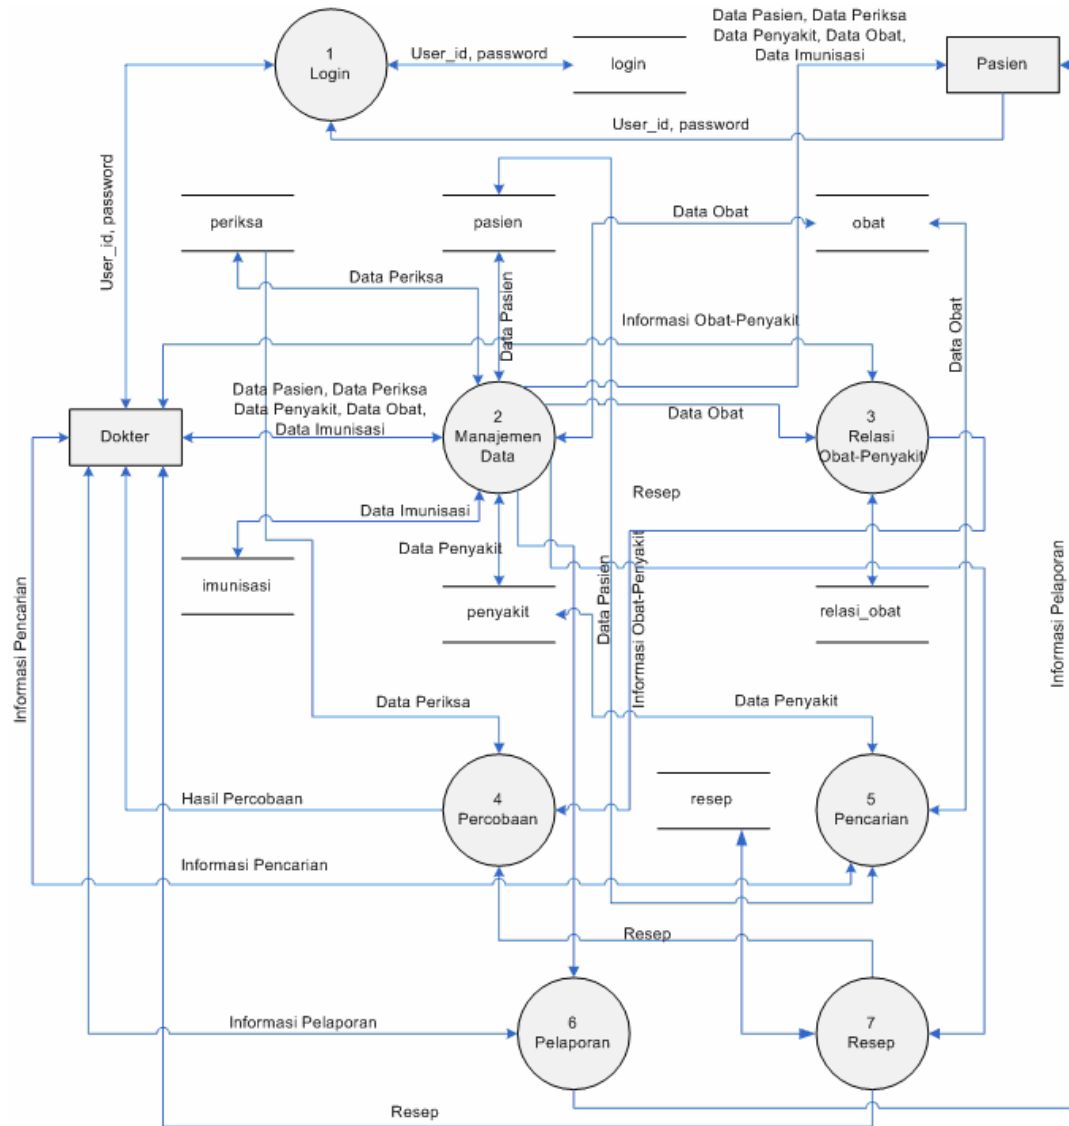 Data Pasien, Data Periksa
Data Penyakit, Data Obat,
Data Imunisasi
1
Login
User_id, password
login
Pasien
User_id, password
User_id, password
periksa
pasien
Data Obat
obat
Data Periksa
Data Pasien
Informasi Obat-Penyakit
Data Obat
Data Pasien, Data Periksa
Data Penyakit, Data Obat,
Data Imunisasi
Dokter
2
Manajemen
Data
Data Obat
3
Relasi
Obat-Penyakit
Resep
Data Imunisasi
Data Penyakit
imunisasi
penyakit
Data Pasien
Informasi Obat-Penyakit
relasi_obat
Informasi Pencarian
Informasi Pelaporan
Data Periksa
Data Penyakit
Hasil Percobaan
4
Percobaan
resep
5
Pencarian
Informasi Pencarian
Resep
Informasi Pelaporan
6
Pelaporan
7
Resep
Resep